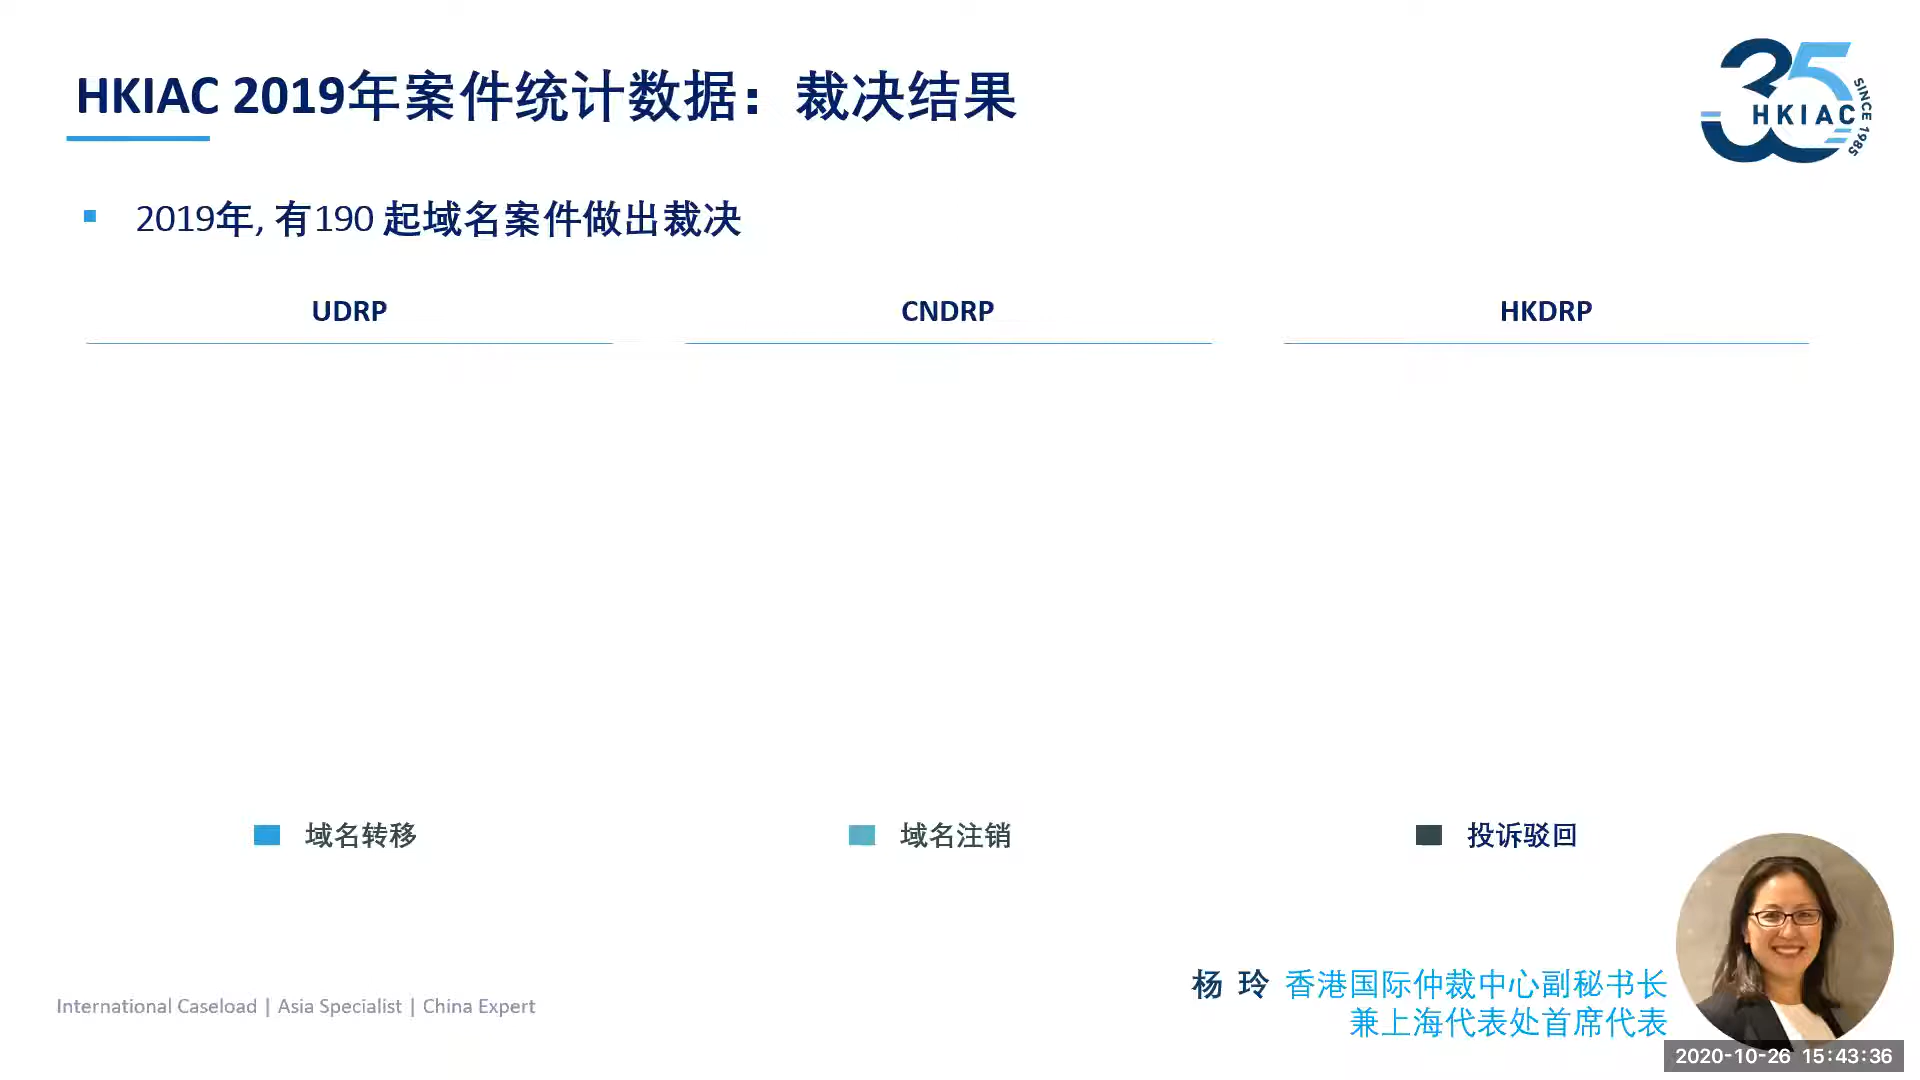 HKIAC 2019年案件统计数据：裁决结果
35
HKIAC
SINCE 1985
2019年, 有190 起域名案件做出裁决
UDRP
CNDRP
HKDRP
域名转移
域名注销
投诉驳回
杨 玲 香港国际仲裁中心副秘书长
兼上海代表处首席代表
International Caseload | Asia Specialist | China Expert
2020-10-26 15:43:36